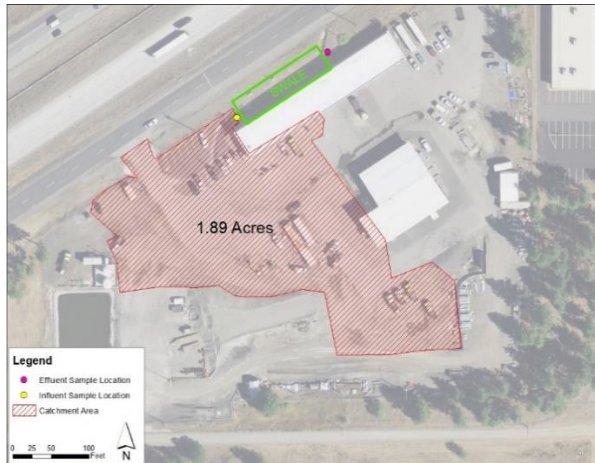 SWALE
1.89 Acres
Legend
Effluent Sample Location
Influent Sample Location
Catchment Area
0 25 50 100
Feet
N